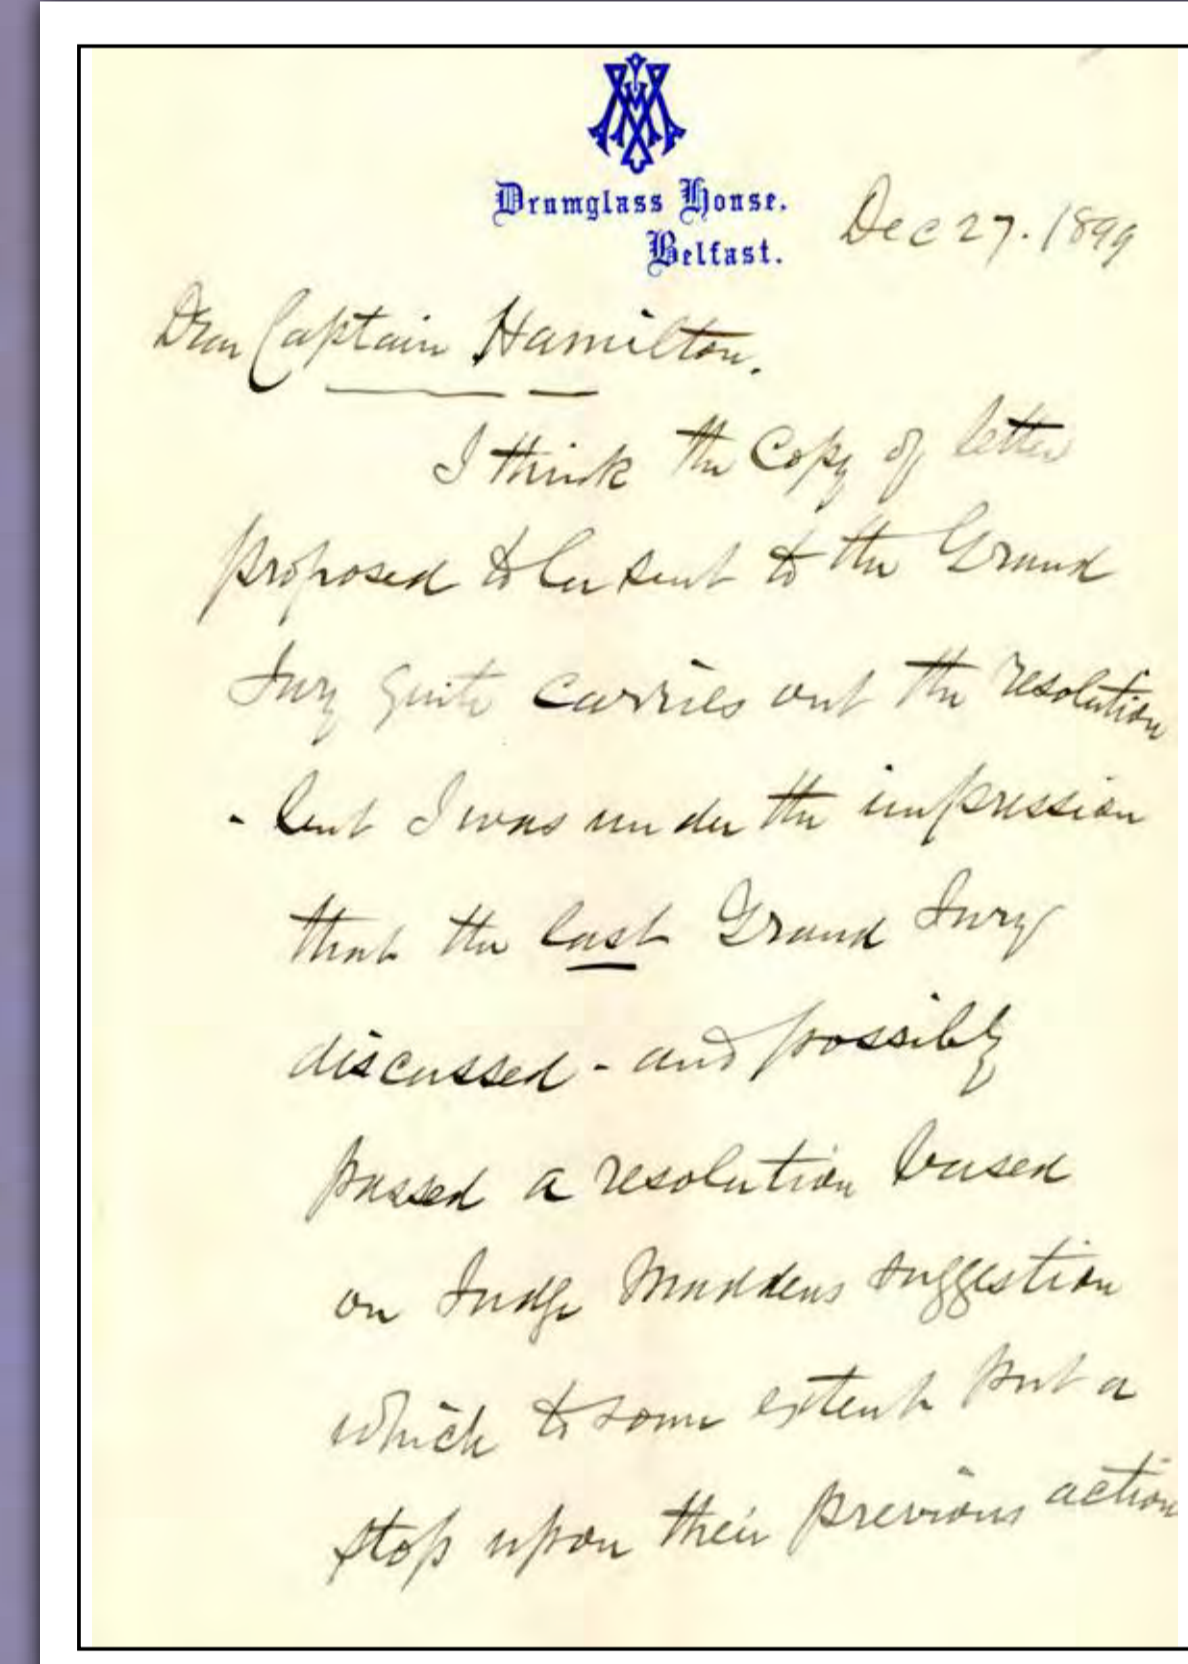 Drumglass House.
Belfast.
Dec 27. 1899
Dear Captain Hamilton.
I think the Copy of letter
proposed to be sent to the Grand
Jury quite carries out the resolution
- but I was under the impression
that the last Grand Jury
discussed - and possibly
passed a resolution based
on Judge Maddens suggestion
which to some extent put a
stop upon their previous action